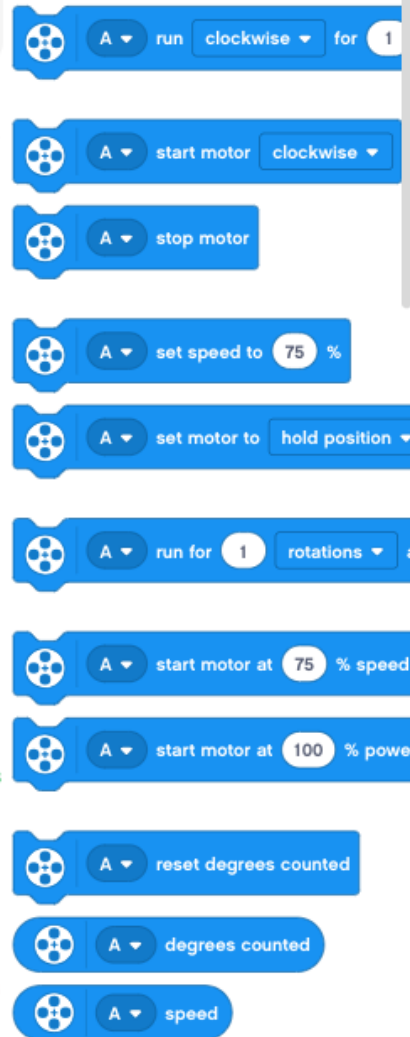 A run clockwise for 1
A start motor clockwise
A stop motor
A set speed to 75 %
A set motor to hold position
A run for 1 rotations
A start motor at 75 % speed
A start motor at 100 % powe
A reset degrees counted
A degrees counted
A speed